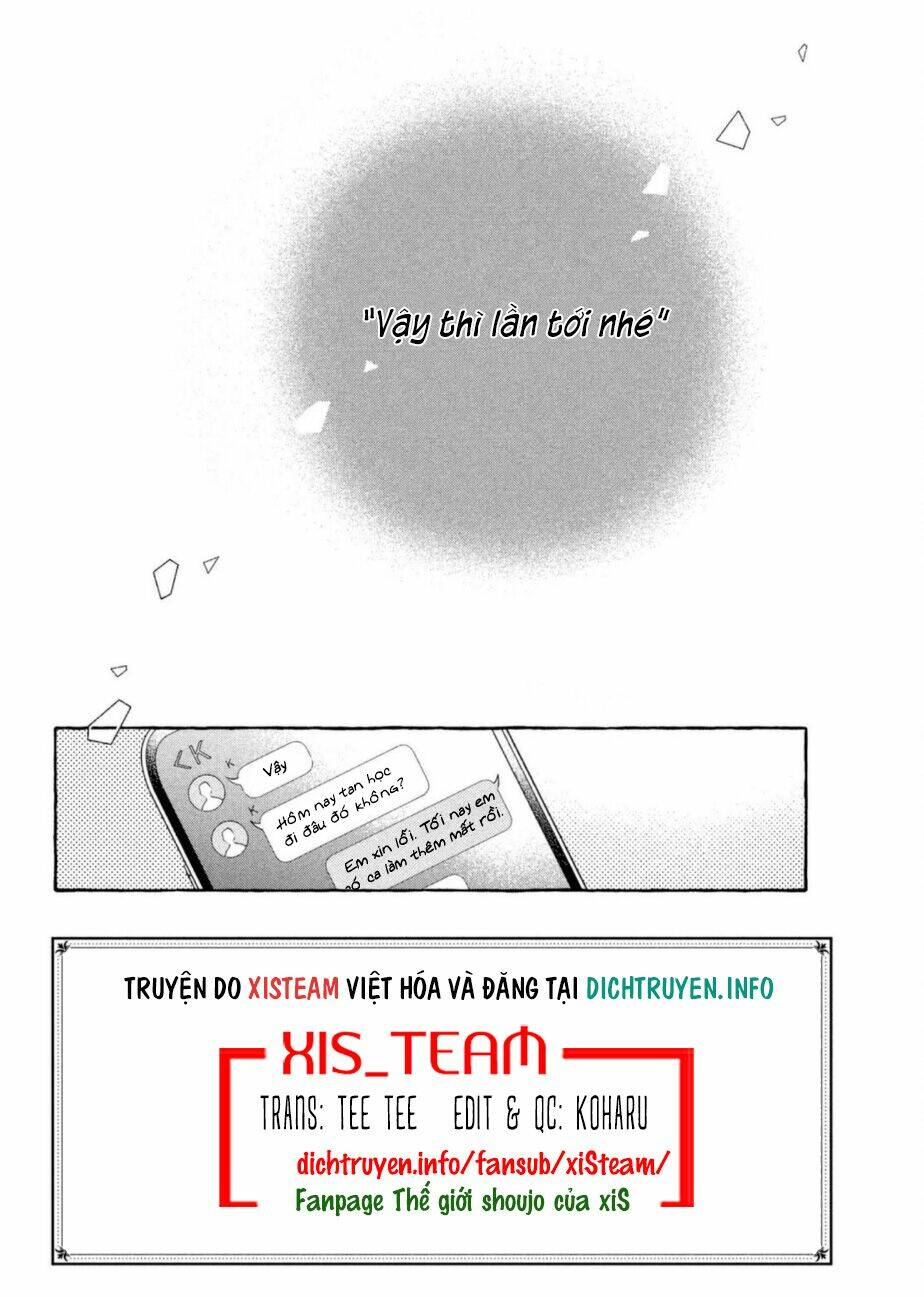 "Vậy thì lần tới nhé"
<K
K
Vậy
K
Hôm nay tan học
đi đâu đó không?
Em xin lỗi. Tối nay em
có ca làm thêm mất rồi.
TRUYỆN DO XISTEAM VIỆT HÓA VÀ ĐĂNG TẠI DICHTRUYEN.INFO
XIS_TEAM
TRANS: TEE TEE EDIT & QC: KOHARU
dichtruyen.info/fansub/xiSteam/
Fanpage Thế giới shoujo của xiS